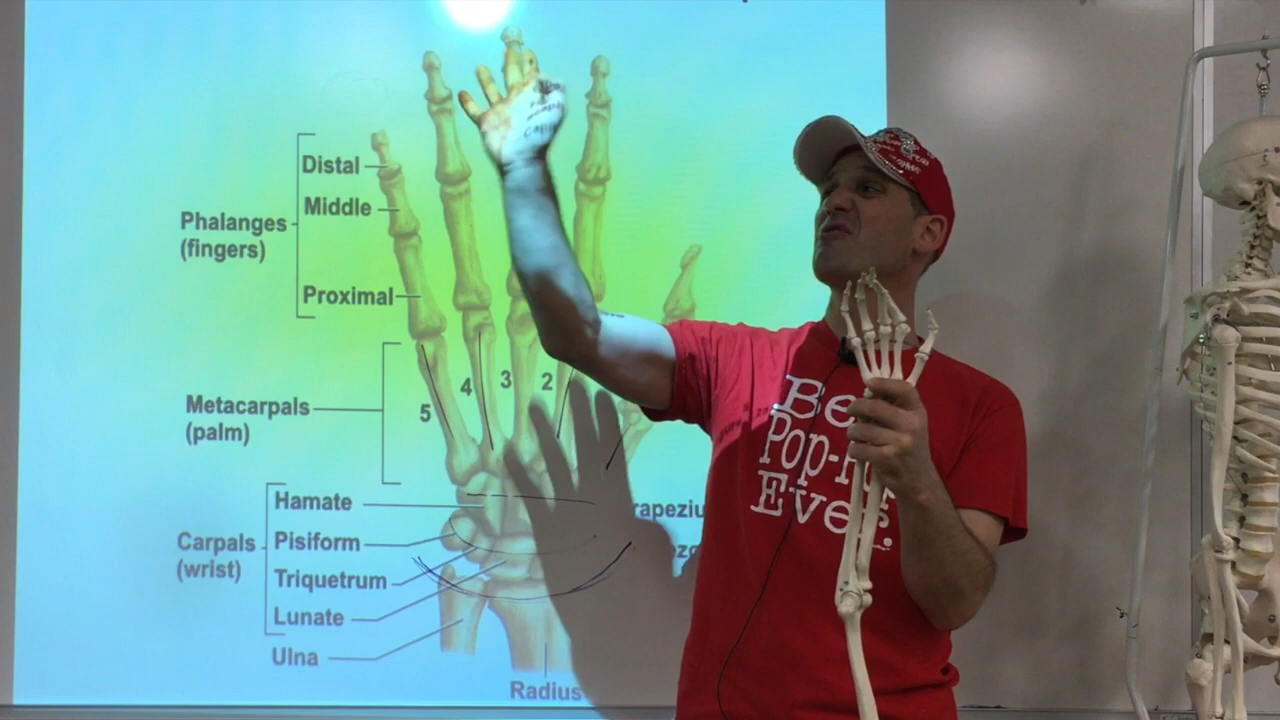 Distal
Middle
Phalanges
(fingers)
Proximal
4
3
2
5
Metacarpals
(palm)
Hamate
Pisiform
Carpals
(wrist)
Triquetrum
Lunate
Ulna
Radius
Be
Pop-
Eve